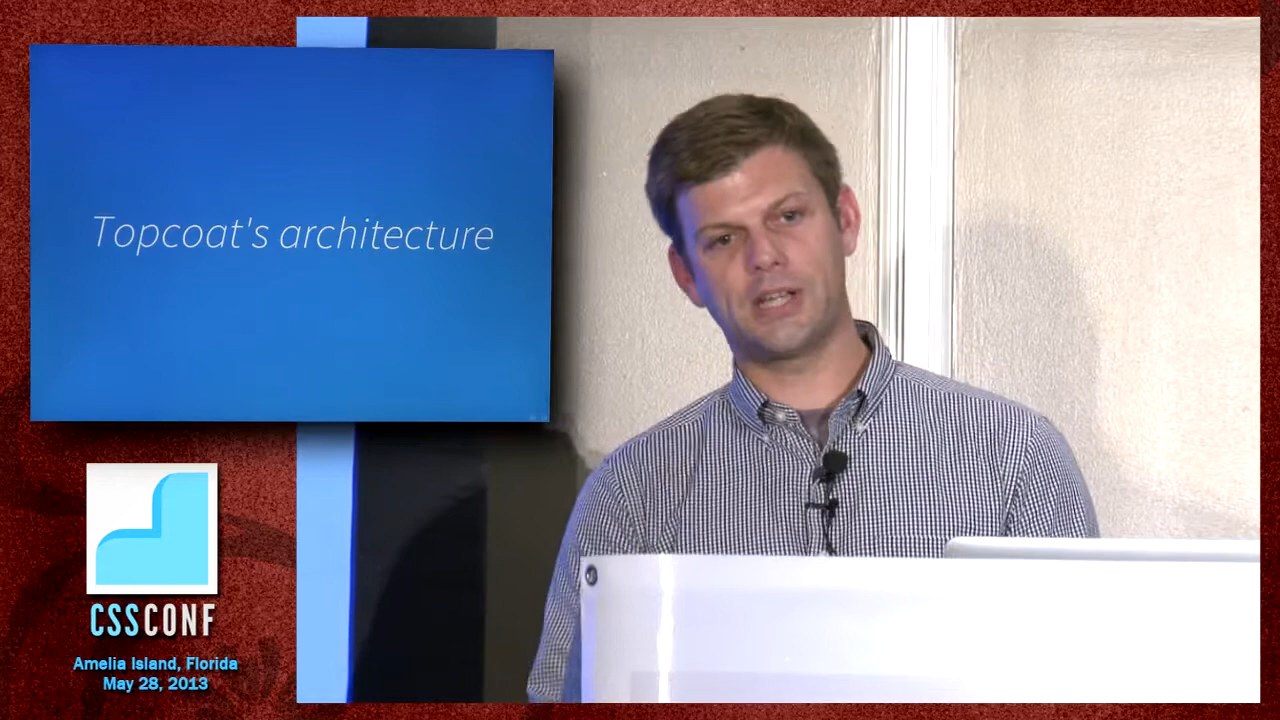 Topcoat's architecture
CSSCONF
Amelia Island, Florida
May 28, 2013